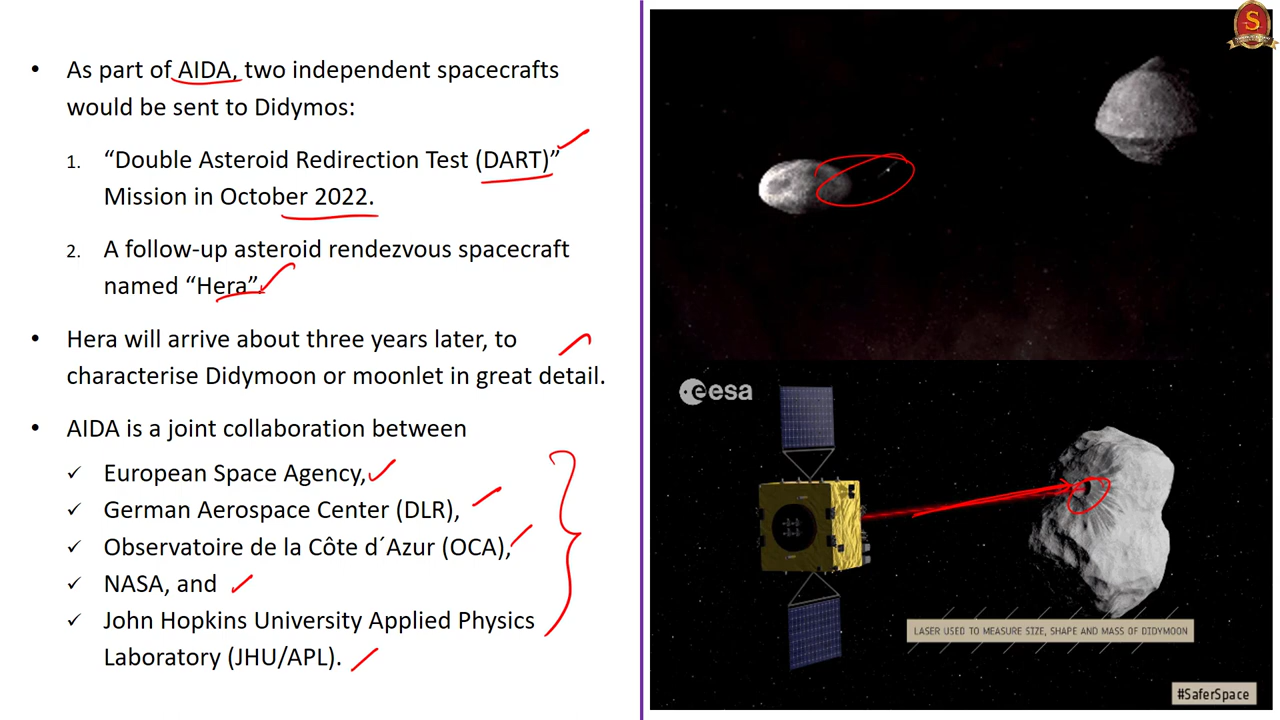 • As part of AIDA, two independent spacecrafts
would be sent to Didymos:
1. “Double Asteroid Redirection Test (DART)”
Mission in October 2022.
2. A follow-up asteroid rendezvous spacecraft
named “Hera”.
• Hera will arrive about three years later, to
characterise Didymoon or moonlet in great detail.
• AIDA is a joint collaboration between
✓ European Space Agency,
✓ German Aerospace Center (DLR),
✓ Observatoire de la Côte d´Azur (OCA),
✓ NASA, and
✓ John Hopkins University Applied Physics
Laboratory (JHU/APL).
S
esa
LASER USED TO MEASURE SIZE, SHAPE AND MASS OF DIDYMOON
#SaferSpace